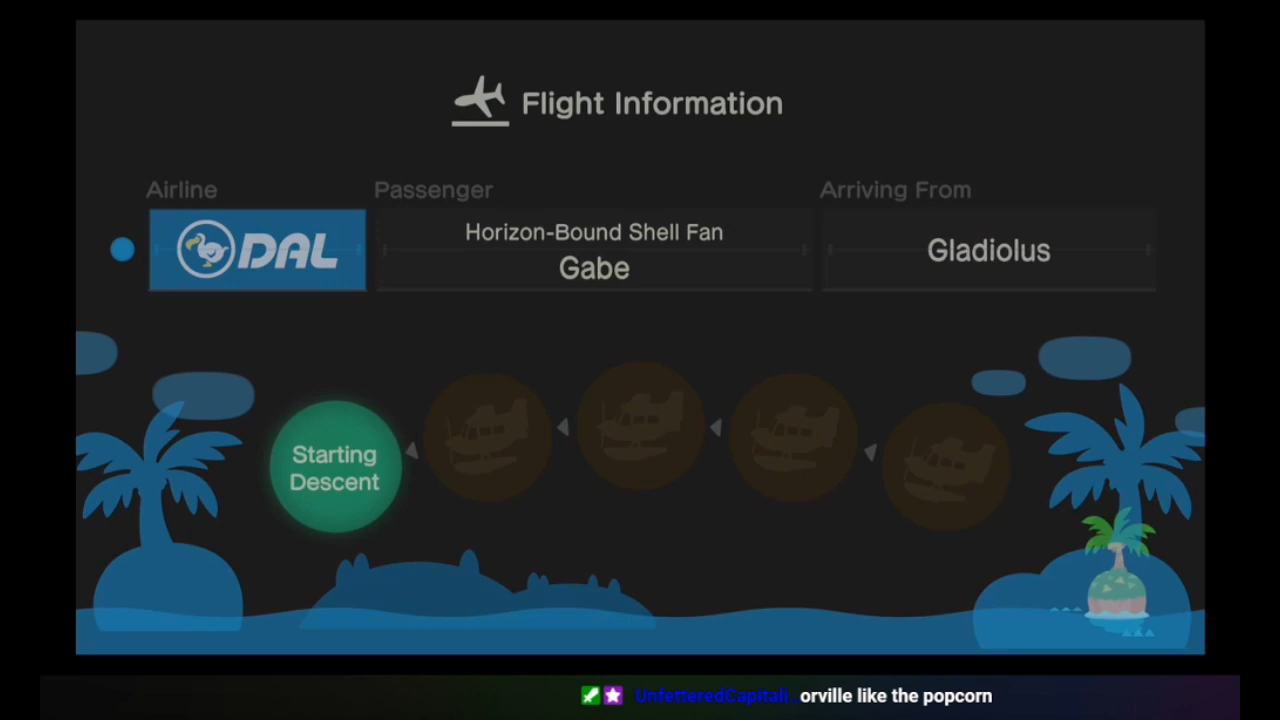 Flight Information
Airline
Passenger
Arriving From
DAL
Horizon-Bound Shell Fan
Gabe
Gladiolus
Starting
Descent
UnfetteredCapitali... orville like the popcorn